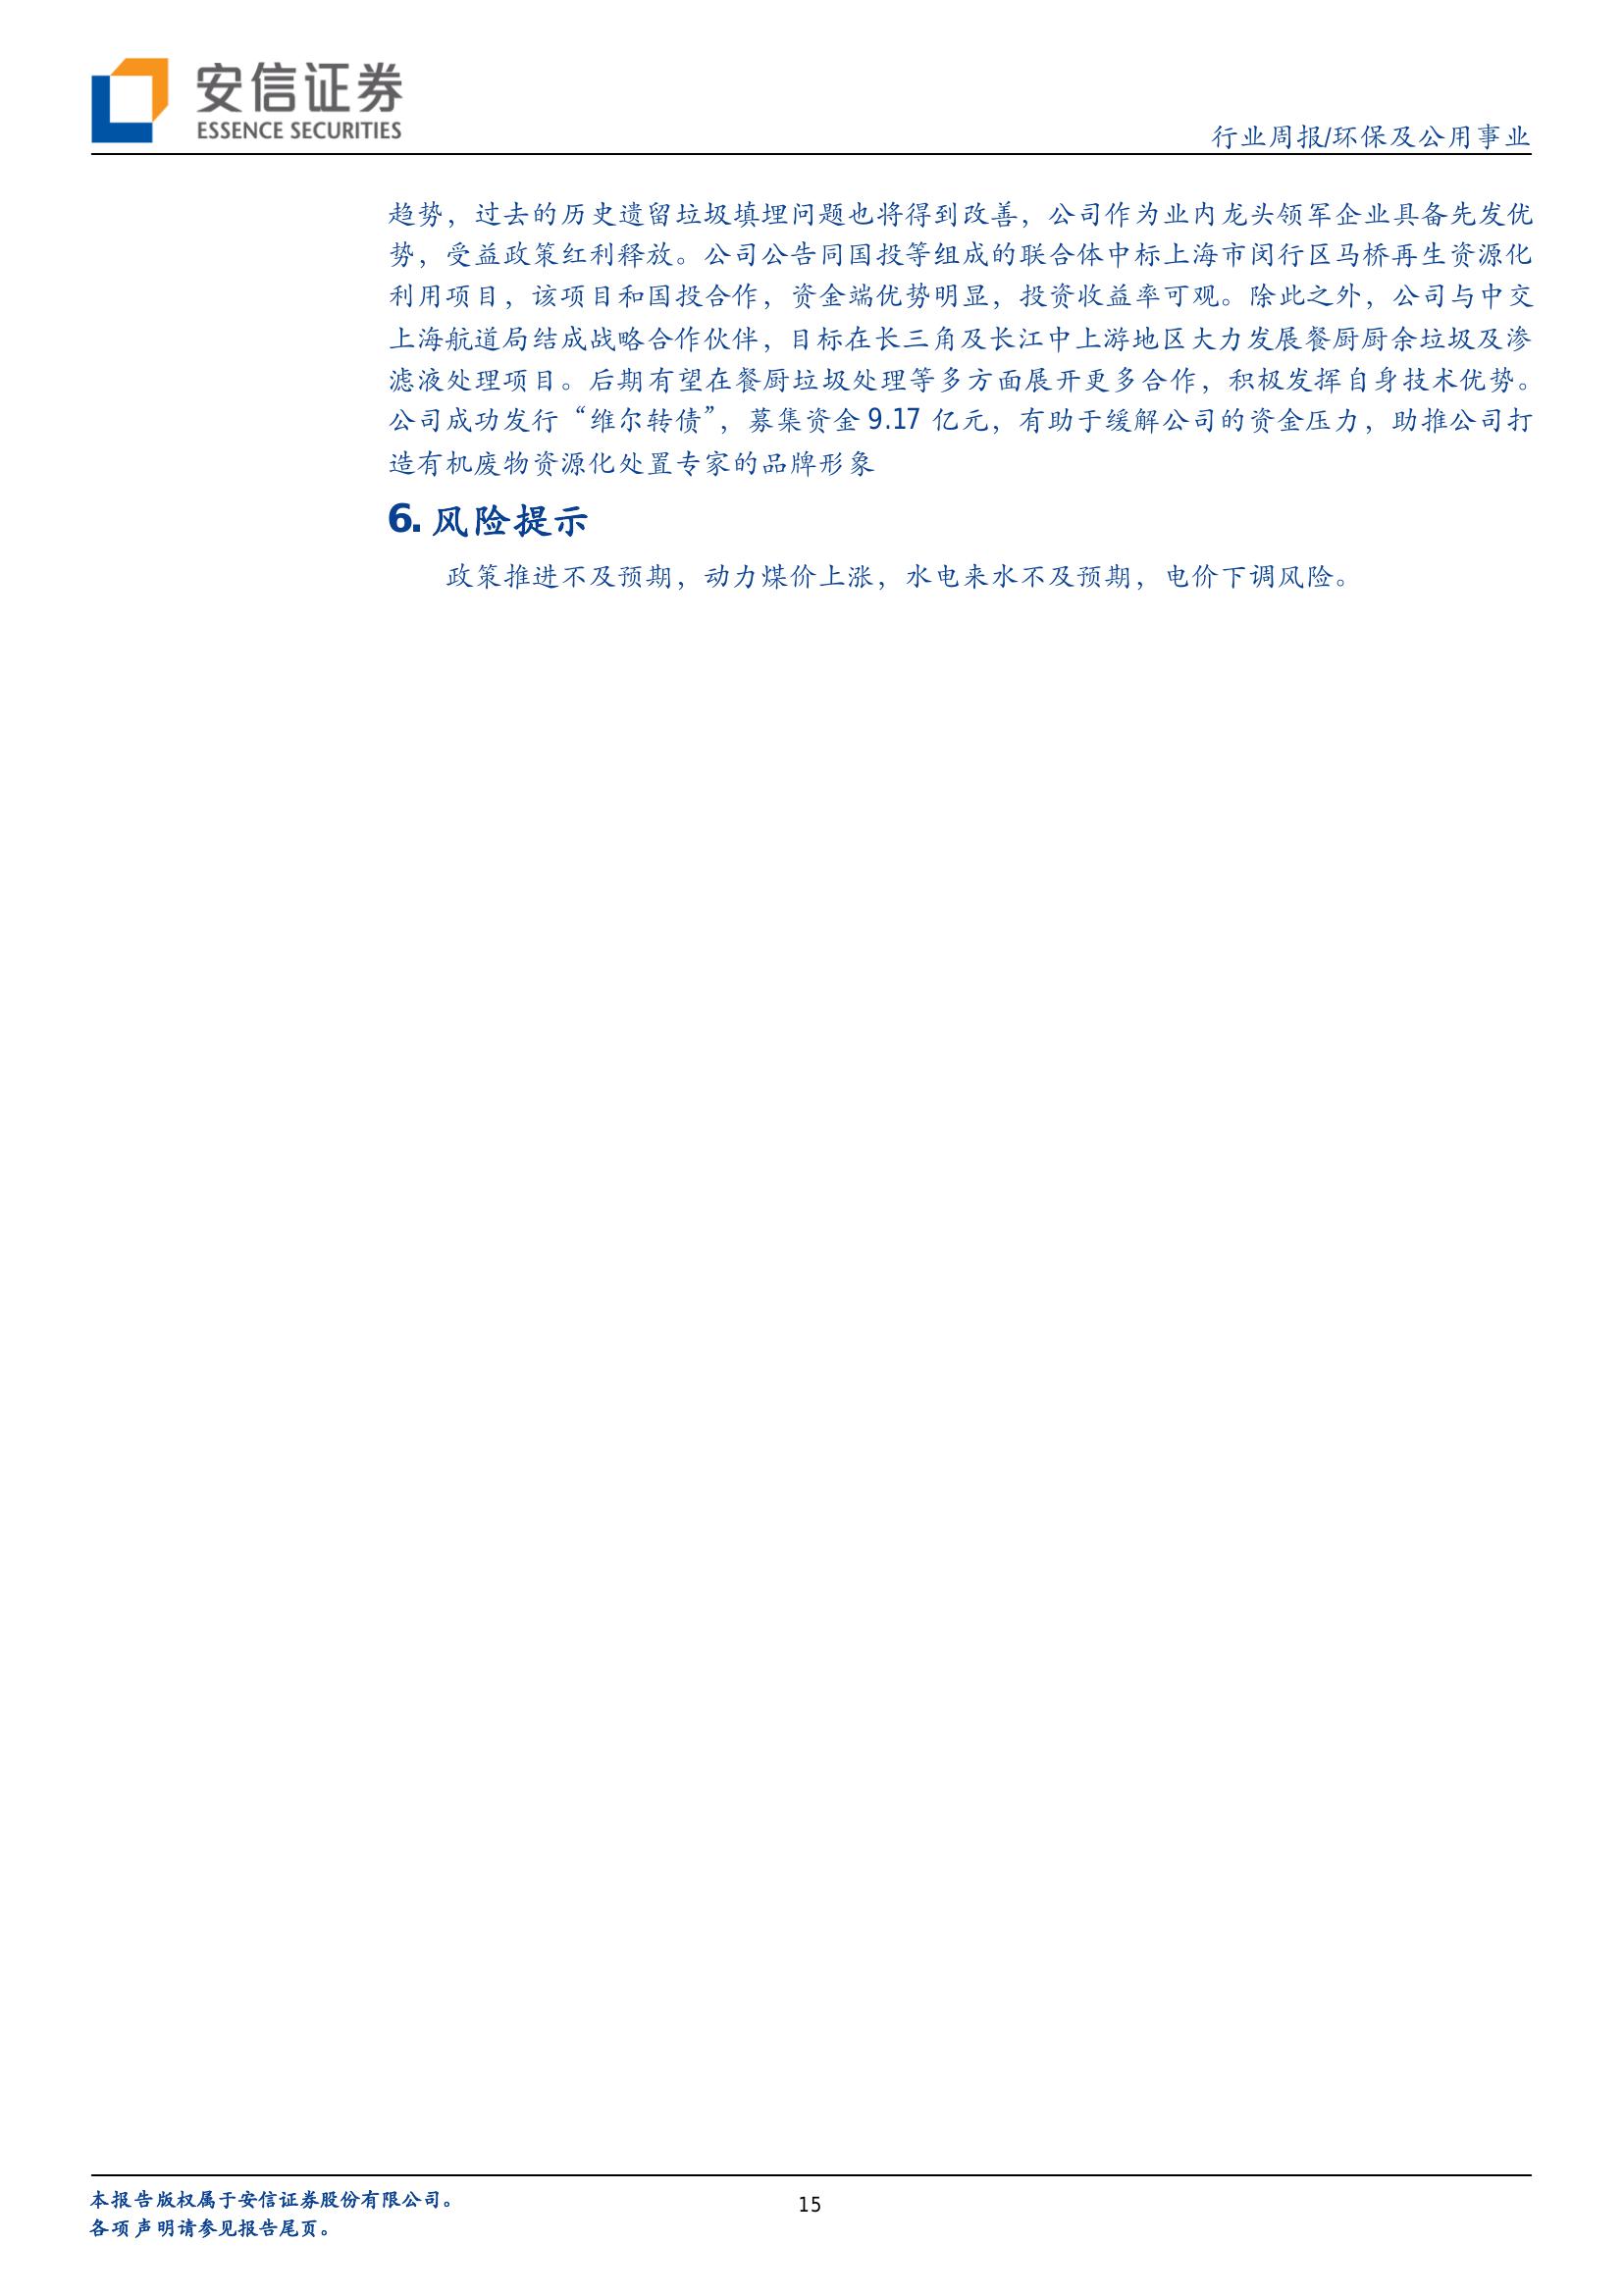 安信证券
ESSENCE SECURITIES
行业周报/环保及公用事业
趋势，过去的历史遗留垃圾填埋问题也将得到改善，公司作为业内龙头领军企业具备先发优
势，受益政策红利释放。公司公告同国投等组成的联合体中标上海市闵行区马桥再生资源化
利用项目，该项目和国投合作，资金端优势明显，投资收益率可观。除此之外，公司与中交
上海航道局结成战略合作伙伴，目标在长三角及长江中上游地区大力发展餐厨厨余垃圾及渗
滤液处理项目。后期有望在餐厨垃圾处理等多方面展开更多合作，积极发挥自身技术优势。
公司成功发行“维尔转债”，募集资金 9.17 亿元，有助于缓解公司的资金压力，助推公司打
造有机废物资源化处置专家的品牌形象
6. 风险提示
政策推进不及预期，动力煤价上涨，水电来水不及预期，电价下调风险。
本报告版权属于安信证券股份有限公司。
15
各项声明请参见报告尾页。